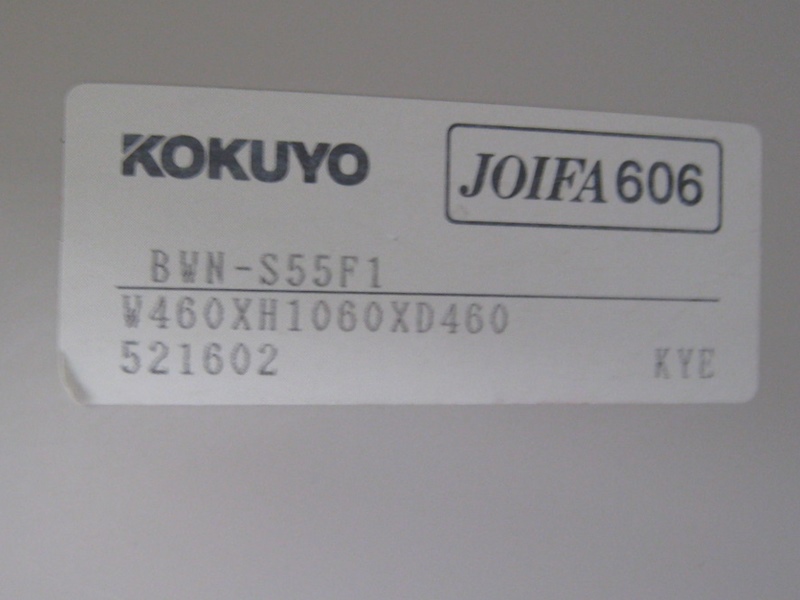 KOKUYO
JOIFA 606
BWN-S55F1
W460XH1060XD460
521602
KYE